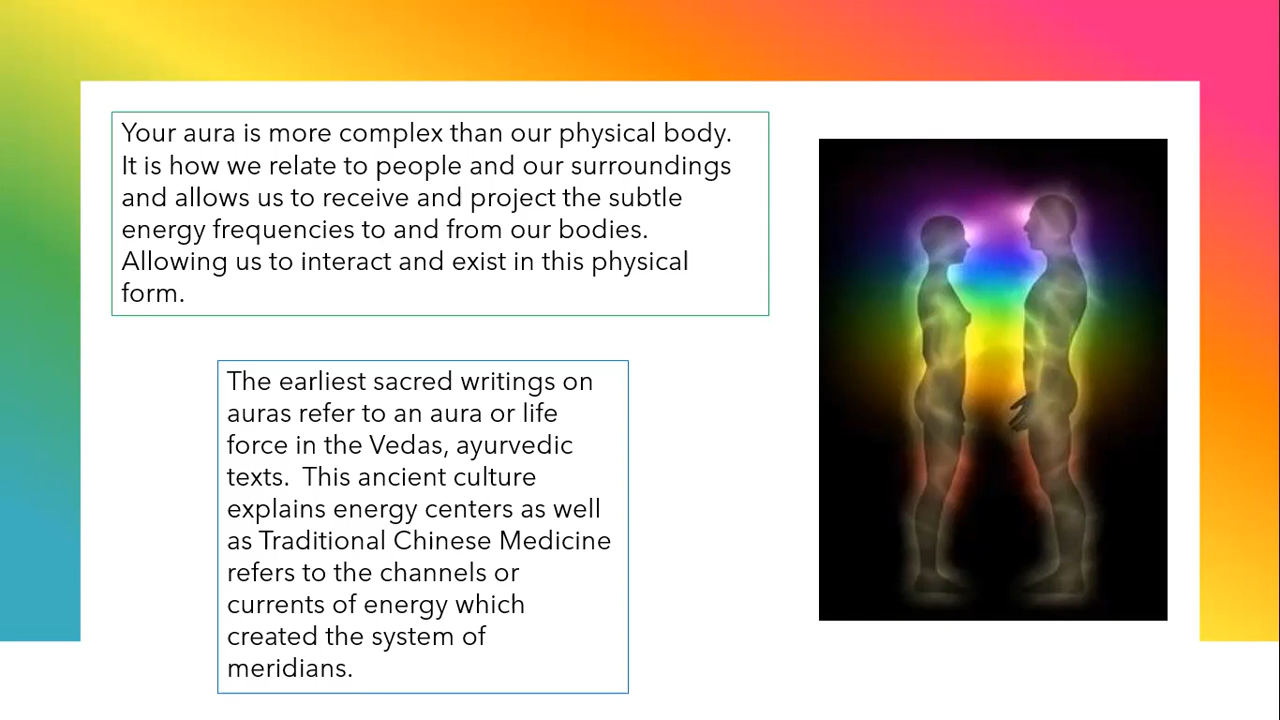 Your aura is more complex than our physical body.
It is how we relate to people and our surroundings
and allows us to receive and project the subtle
energy frequencies to and from our bodies.
Allowing us to interact and exist in this physical
form.
The earliest sacred writings on
auras refer to an aura or life
force in the Vedas, ayurvedic
texts.  This ancient culture
explains energy centers as well
as Traditional Chinese Medicine
refers to the channels or
currents of energy which
created the system of
meridians.